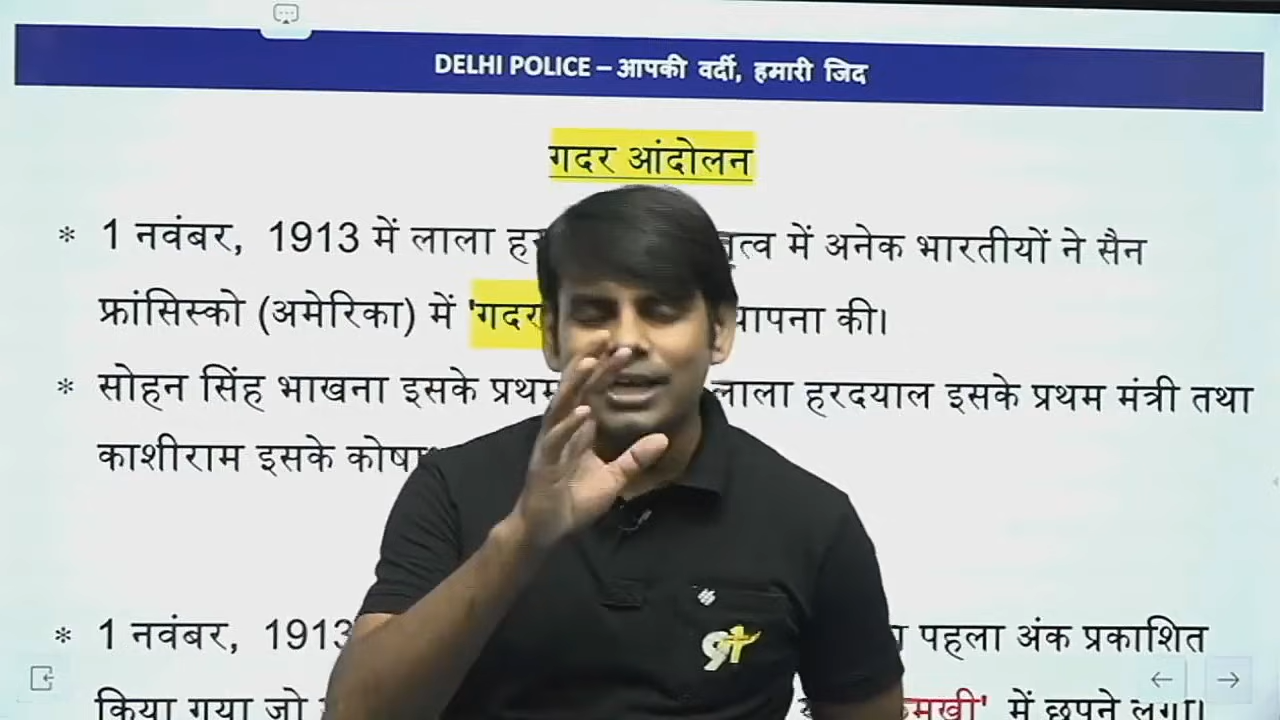 DELHI POLICE – आपकी वर्दी, हमारी जिद
गदर आंदोलन
* 1 नवंबर, 1913 में लाला में अनेक भारतीयों ने सैन
फ्रांसिस्को (अमेरिका) में 'गदर की।
* सोहन सिंह भाखना इसके प्रथम लाला हरदयाल इसके प्रथम मंत्री तथा
काशीराम इसके
* 1 नवंबर, 1913 पहला अंक प्रकाशित
किया गया जो में छपने लगा।